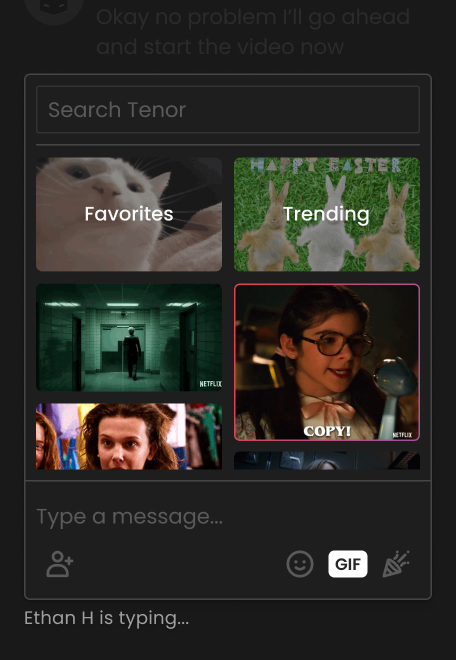 Okay no problem I'll go ahead
and start the video now
Search Tenor
Favorites
HAPPY EASTER
Trending
NETFLIX
COPY!
NETFLIX
Type a message...
GIF
Ethan H is typing...